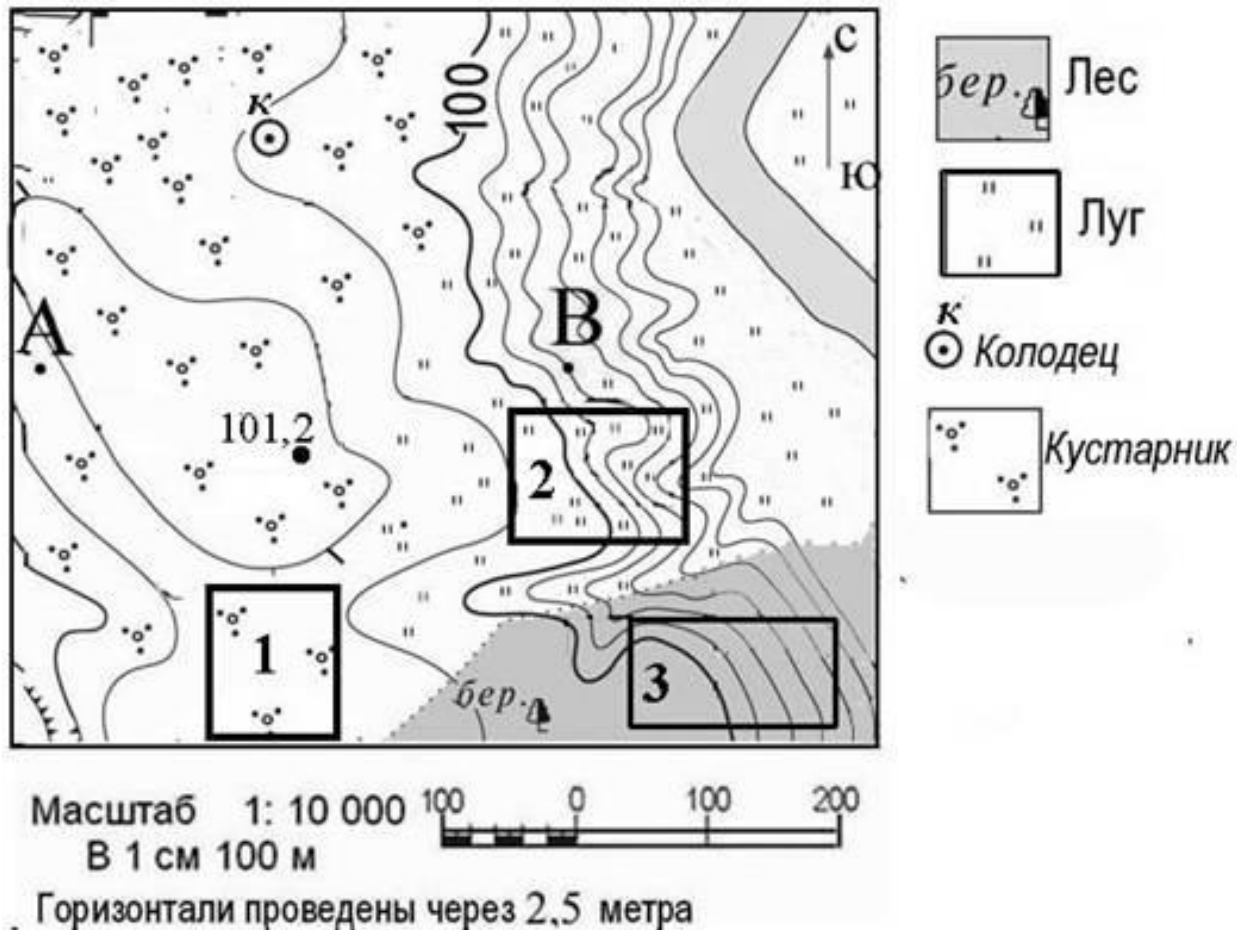 С
Ю
к
100
А
В
101,2
2
1
3
бер.
бер.
Лес
Луг
к
Колодец
Кустарник
Масштаб 1: 10 000
В 1 см 100 м
100 0 100 200
Горизонтали проведены через 2,5 метра